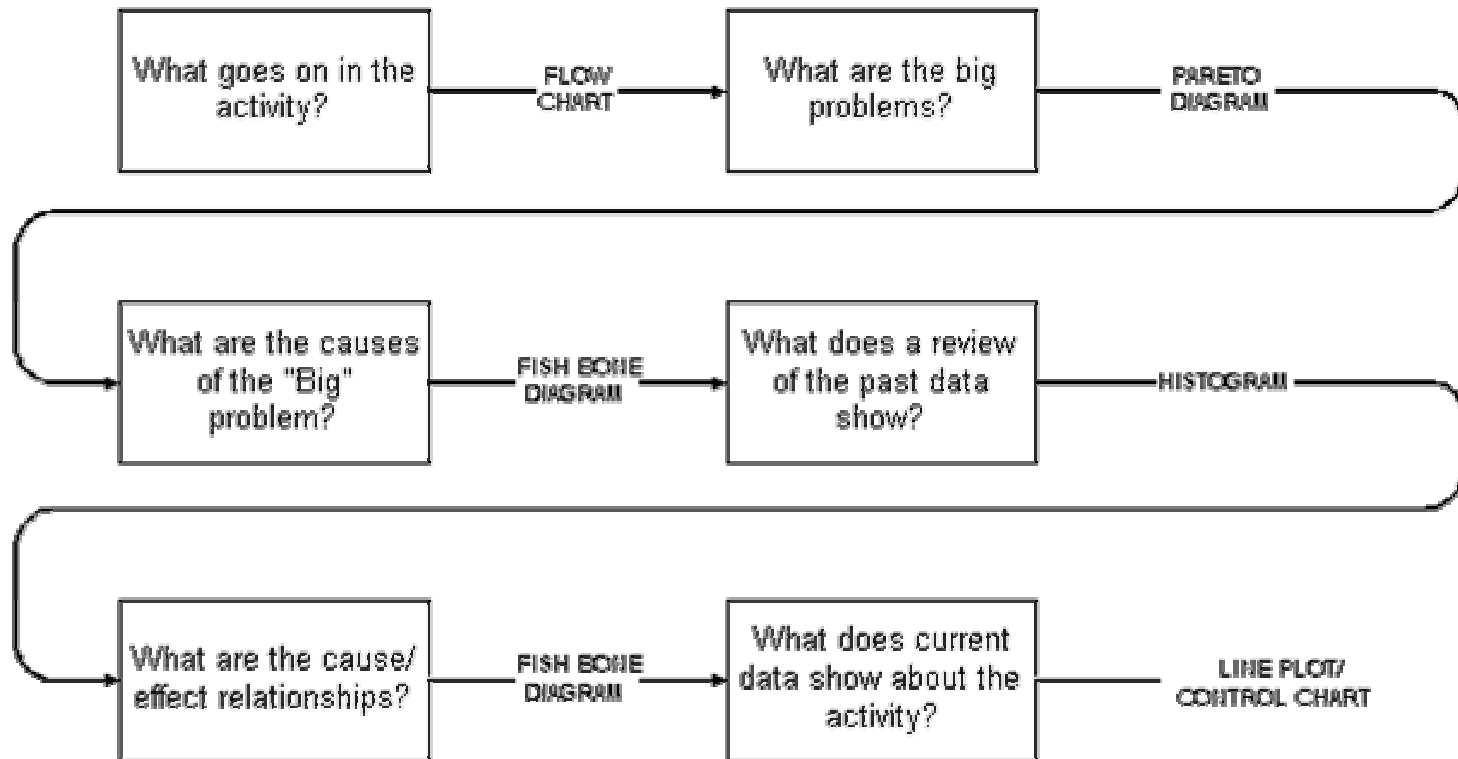 What goes on in the
activity?
FLOW
CHART
What are the big
problems?
PARETO
DIAGRAM
What are the causes
of the "Big"
problem?
FISH BONE
DIAGRAM
What does a review
of the past data
show?
HISTOGRAM
What are the cause/
effect relationships?
FISH BONE
DIAGRAM
What does current
data show about the
activity?
LINE PLOT/
CONTROL CHART